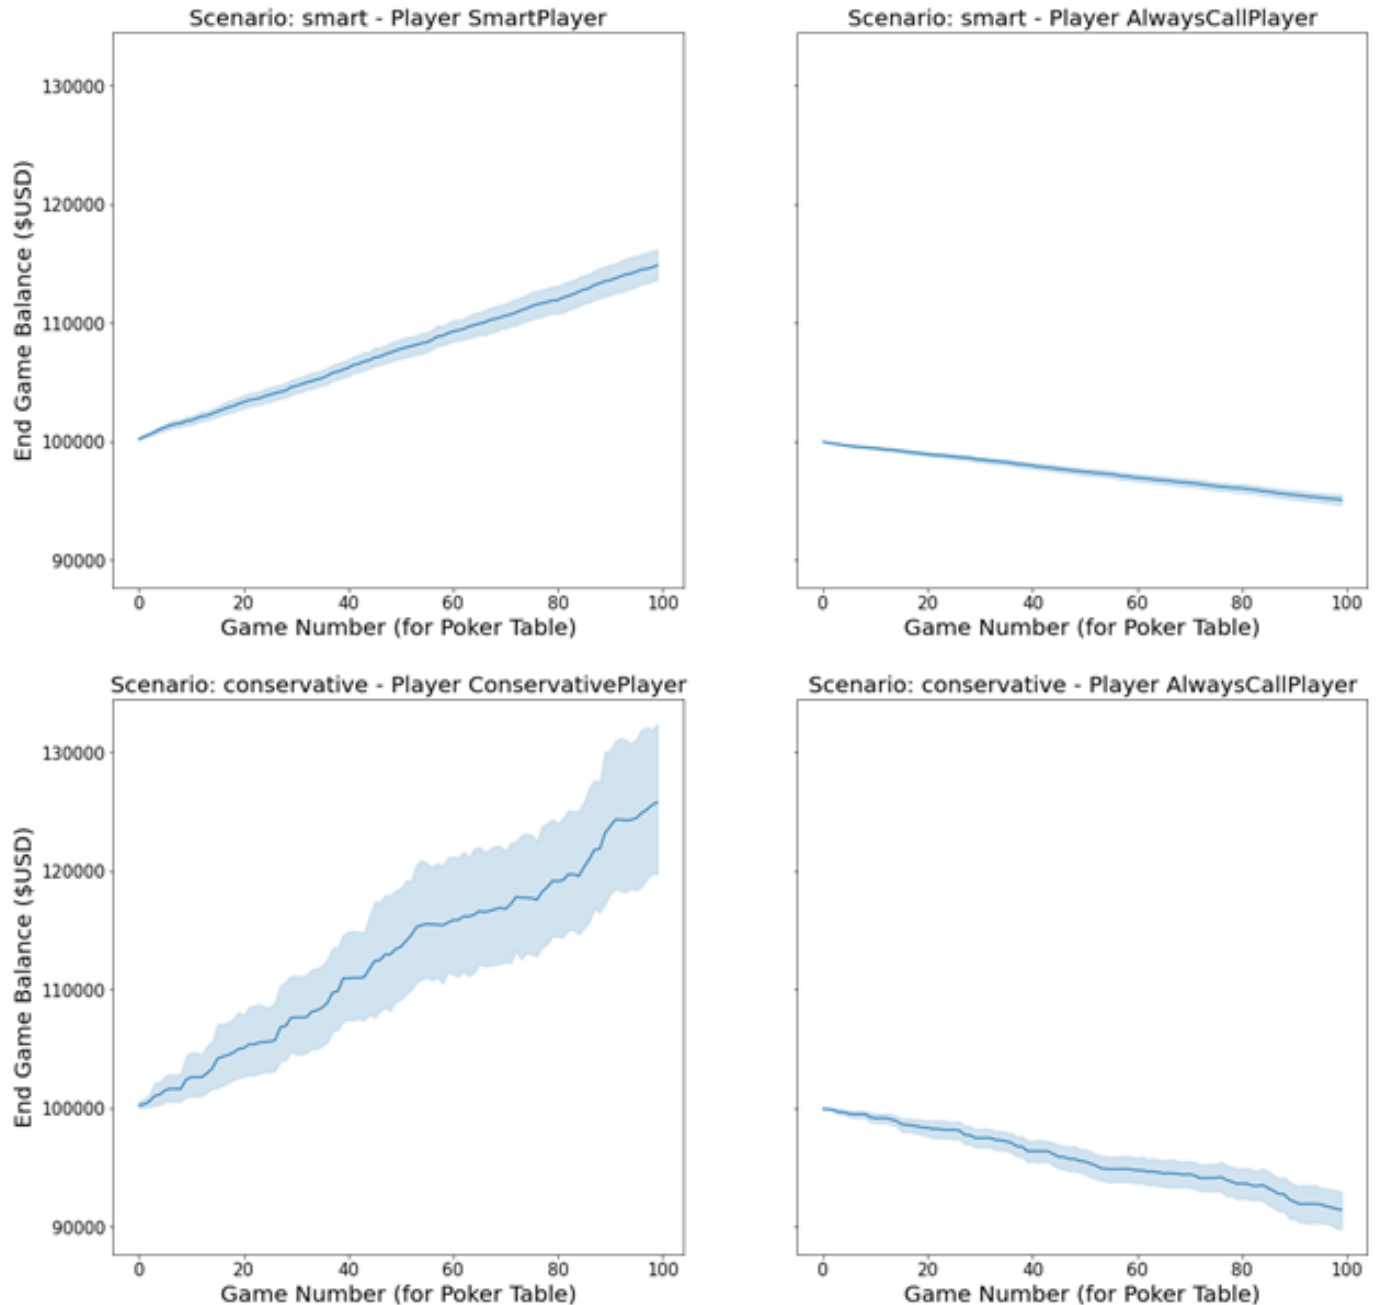 Scenario: smart - Player SmartPlayer
Scenario: smart - Player AlwaysCallPlayer
End Game Balance ($USD)
130000
120000
110000
100000
90000
0 20 40 60 80 100
0 20 40 60 80 100
Game Number (for Poker Table)
Game Number (for Poker Table)
Scenario: conservative - Player ConservativePlayer
Scenario: conservative - Player AlwaysCallPlayer
End Game Balance ($USD)
130000
120000
110000
100000
90000
0 20 40 60 80 100
0 20 40 60 80 100
Game Number (for Poker Table)
Game Number (for Poker Table)